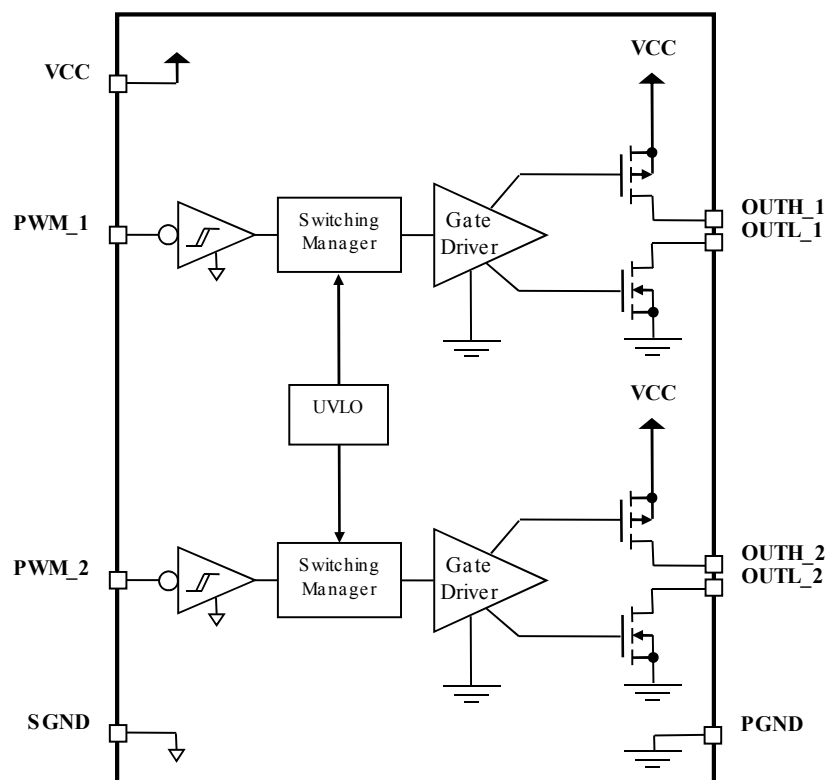 VCC
VCC
PWM_1
Switching
Manager
Gate
Driver
OUTH_1
OUTL_1
UVLO
VCC
PWM_2
Switching
Manager
Gate
Driver
OUTH_2
OUTL_2
SGND
PGND